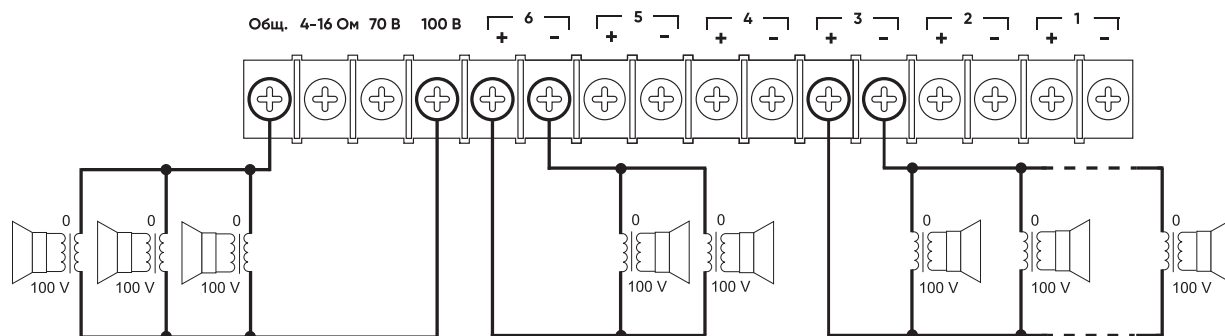 Общ. 4-16 Ом 70 В 100 В 6 5 4 3 2 1
+ - + - + - + - + - + -
0 0 0 0 0 0 0 0
100 V 100 V 100 V 100 V 100 V 100 V 100 V 100 V